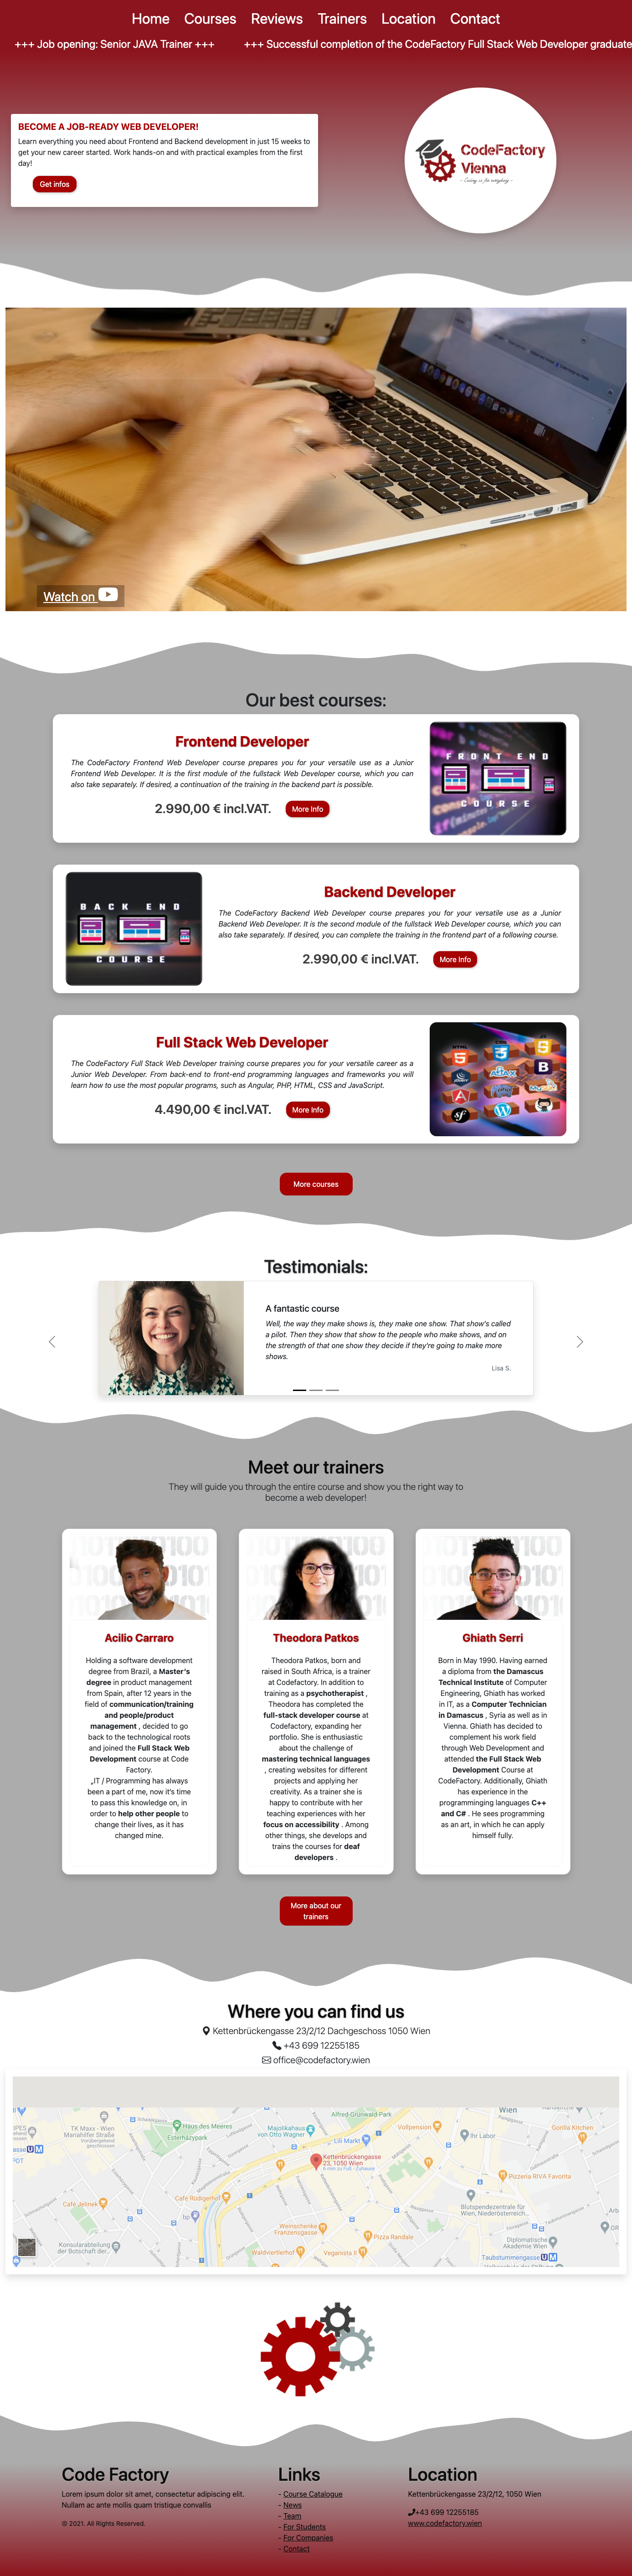 Home Courses Reviews Trainers Location Contact
+++ Job opening: Senior JAVA Trainer +++ +++ Successful completion of the CodeFactory Full Stack Web Developer graduate
BECOME A JOB-READY WEB DEVELOPER!
Learn everything you need about Frontend and Backend development in just 15 weeks to
get your new career started. Work hands-on and with practical examples from the first
day!
Get infos
CodeFactory
Vienna
- Coding is for everybody -
Watch on
Our best courses:
Frontend Developer
The CodeFactory Frontend Web Developer course prepares you for your versatile use as a Junior
Frontend Web Developer. It is the first module of the fullstack Web Developer course, which you can
also take separately. If desired, a continuation of the training in the backend part is possible.
2.990,00 € incl.VAT. More Info
FRONT END
COURSE
BACK END
COURSE
Backend Developer
The CodeFactory Backend Web Developer course prepares you for your versatile use as a Junior
Backend Web Developer. It is the second module of the fullstack Web Developer course, which you can
also take separately. If desired, you can complete the training in the frontend part of a following course.
2.990,00 € incl.VAT. More Info
Full Stack Web Developer
The CodeFactory Full Stack Web Developer training course prepares you for your versatile career as a
Junior Web Developer. From back-end to front-end programming languages and frameworks you will
learn how to use the most popular programs, such as Angular, PHP, HTML, CSS and JavaScript.
4.490,00 € incl.VAT. More Info
HTML CSS JS
AJAX
php
MySQL
More courses
Testimonials:
A fantastic course
Well, the way they make shows is, they make one show. That show's called
a pilot. Then they show that show to the people who make shows, and on
the strength of that one show they decide if they're going to make more
shows.
Lisa S.
Meet our trainers
They will guide you through the entire course and show you the right way to
become a web developer!
Acilio Carraro
Holding a software development
degree from Brazil, a Master's
degree in product management
from Spain, after 12 years in the
field of communication/training
and people/product
management , decided to go
back to the technological roots
and joined the Full Stack Web
Development course at Code
Factory.
„IT / Programming has always
been a part of me, now it's time
to pass this knowledge on, in
order to help other people to
change their lives, as it has
changed mine.
Theodora Patkos
Theodora Patkos, born and
raised in South Africa, is a trainer
at Codefactory. In addition to
training as a psychotherapist ,
Theodora has completed the
full-stack developer course at
Codefactory, expanding her
portfolio. She is enthusiastic
about the challenge of
mastering technical languages
, creating websites for different
projects and applying her
creativity. As a trainer she is
happy to contribute with her
teaching experiences with her
focus on accessibility . Among
other things, she develops and
trains the courses for deaf
developers .
Ghiath Serri
Born in May 1990. Having earned
a diploma from the Damascus
Technical Institute of Computer
Engineering, Ghiath has worked
in IT, as a Computer Technician
in Damascus , Syria as well as in
Vienna. Ghiath has decided to
complement his work field
through Web Development and
attended the Full Stack Web
Development Course at
CodeFactory. Additionally, Ghiath
has experience in the
programminging languages C++
and C# . He sees programming
as an art, in which he can apply
himself fully.
More about our
trainers
Where you can find us
Kettenbrückengasse 23/2/12 Dachgeschoss 1050 Wien
+43 699 12255185
office@codefactory.wien
Alfred-Grünwald-Park
Wien
TK Maxx - Wien
Mariahilfer Straße
Haus des Meeres
Esterházypark
Majolikahaus
von Otto Wagner
Lili Markt
Vollpension
Ihr Labor
Gorilla Kitchen
Kettenbrückengasse
23, 1050 Wien
Pizzeria RIVA Favorita
Café Jelinek
Café Rüdigerhof
bp
Blutspendezentrale für
Wien, Niederösterreich...
Weinschenke
Franzensgasse
Pizza Randale
Konsularabteilung
der Botschaft der...
Waldviertlerhof
Veganista II
Diplomatische
Akademie Wien
Taubstummengasse
Code Factory
Lorem ipsum dolor sit amet, consectetur adipiscing elit.
Nullam ac ante mollis quam tristique convallis
© 2021. All Rights Reserved.
Links
- Course Catalogue
- News
- Team
- For Students
- For Companies
- Contact
Location
Kettenbrückengasse 23/2/12, 1050 Wien
+43 699 12255185
www.codefactory.wien